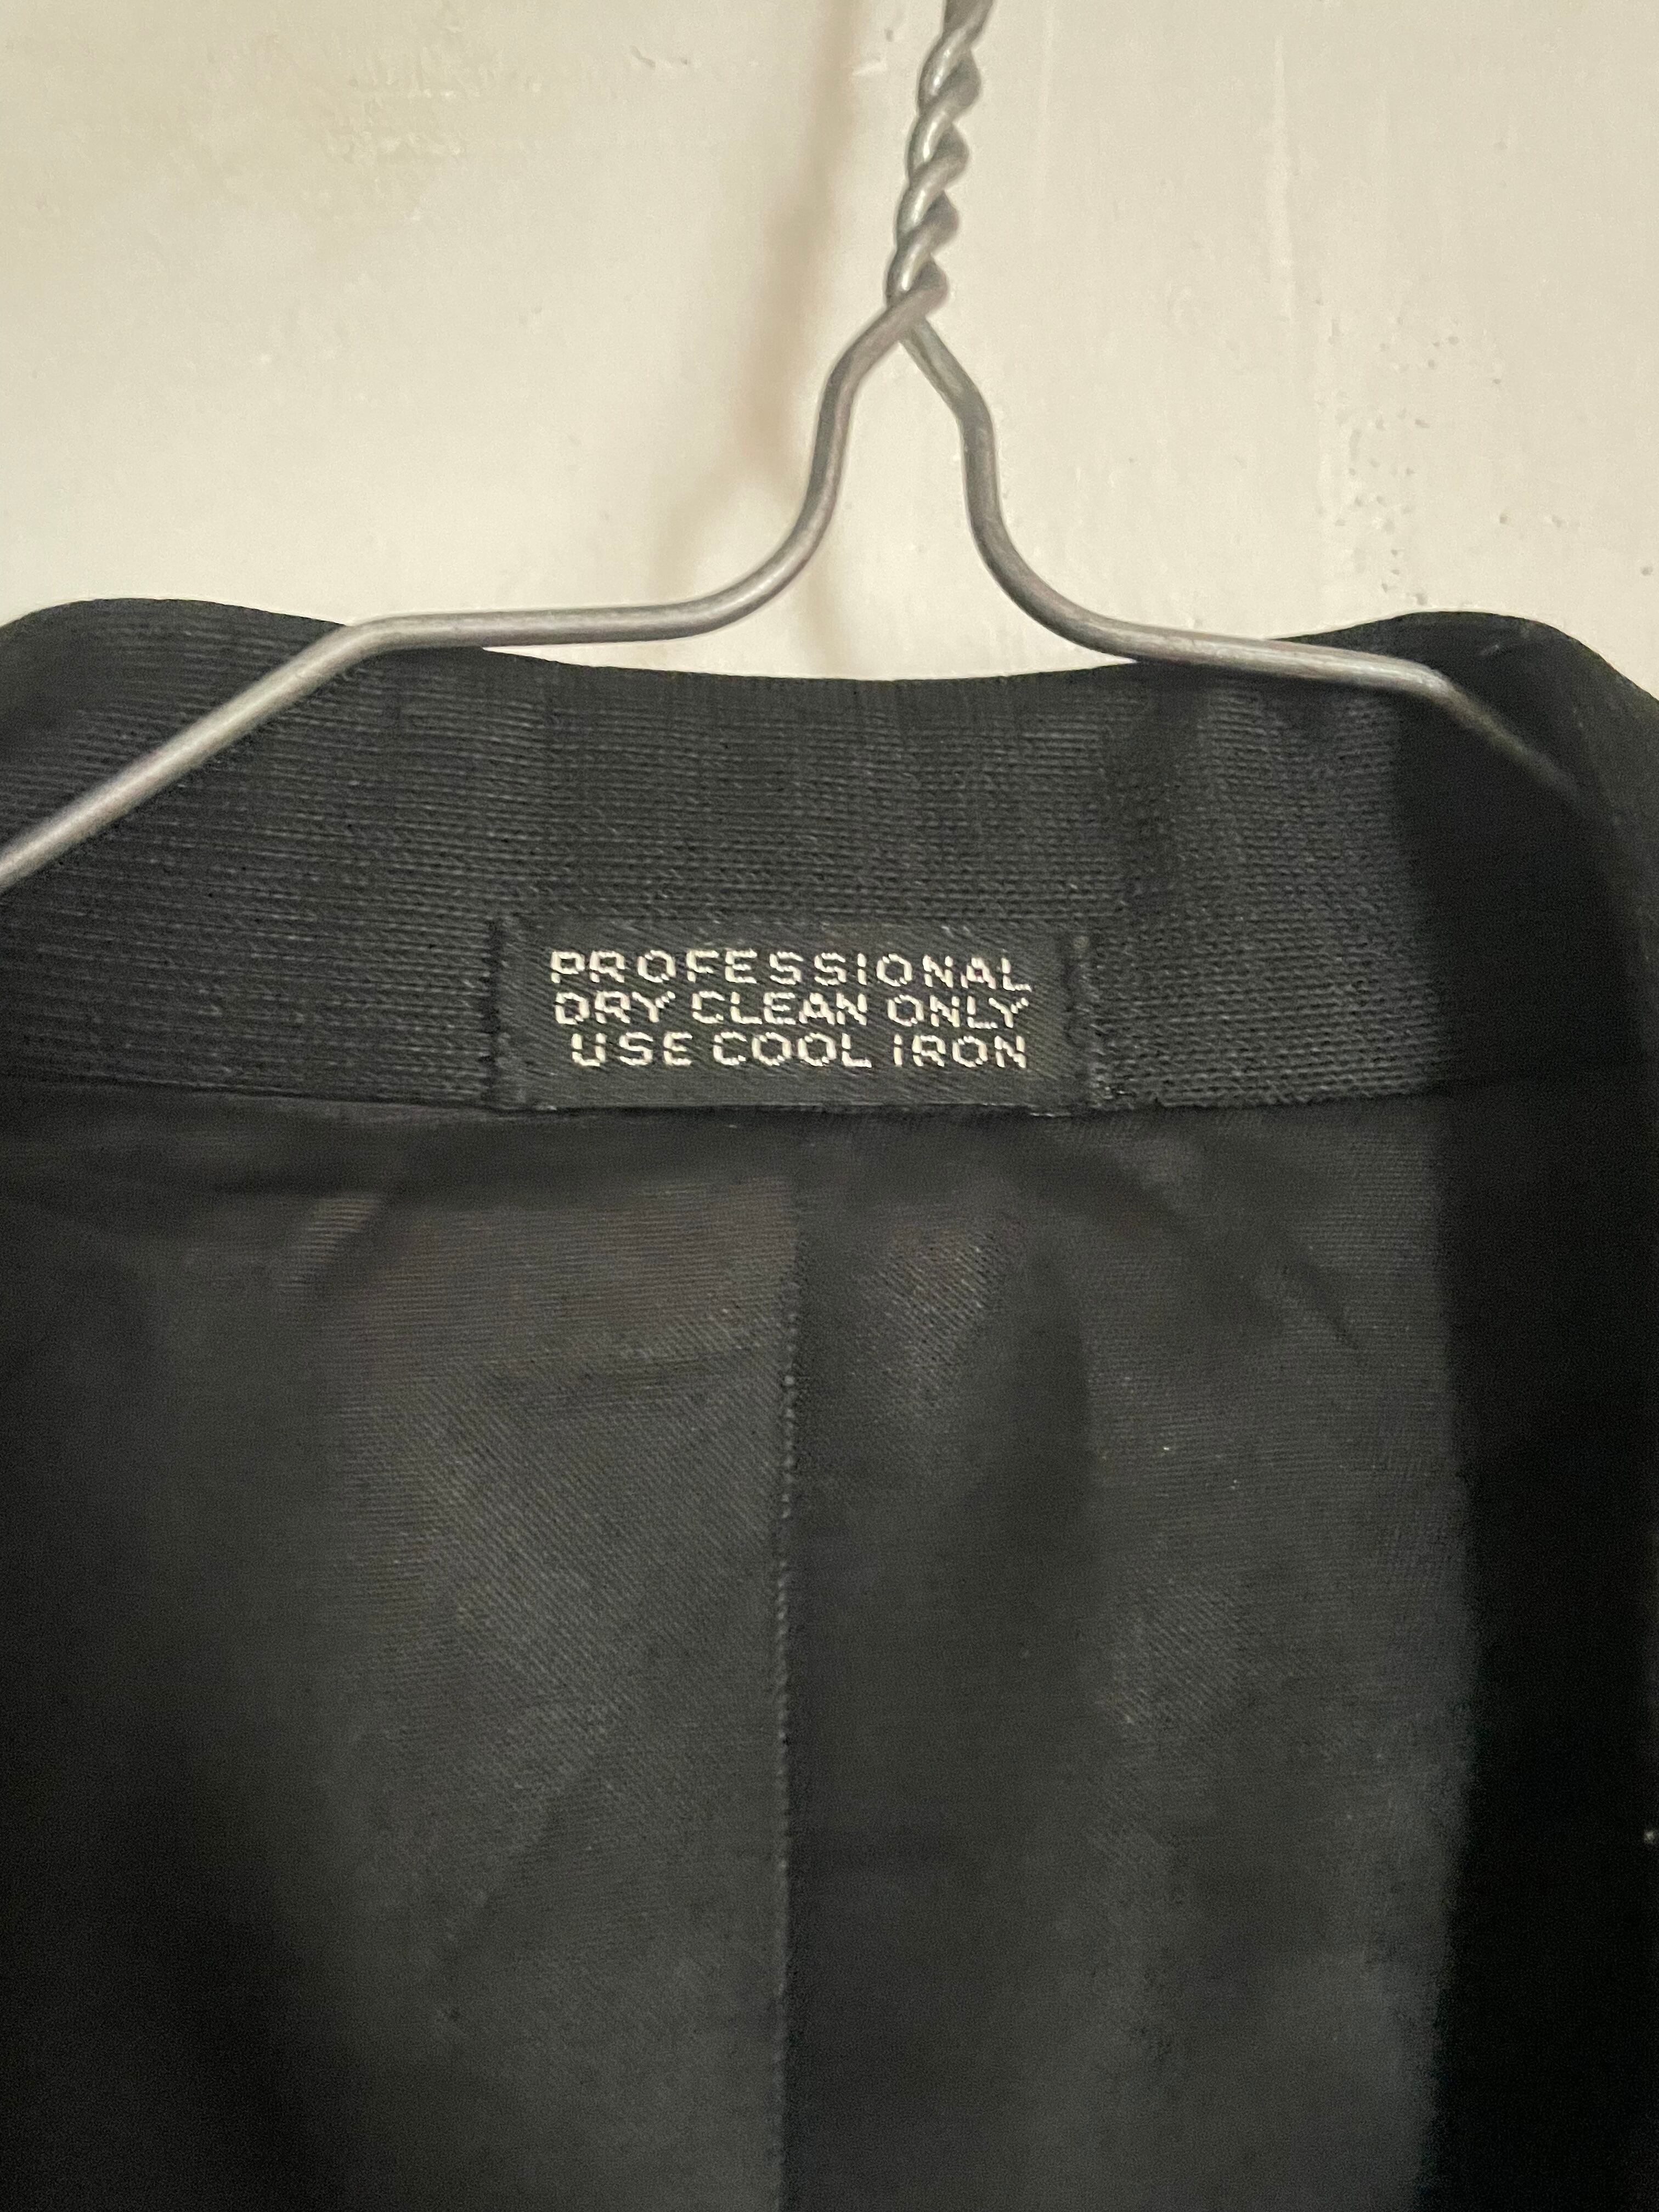 PROFESSIONAL
DRY CLEAN ONLY
USE COOL IRON